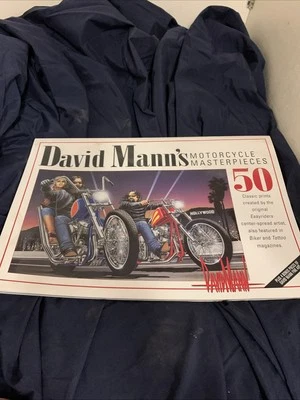 David Mann's
MOTORCYCLE
MASTERPIECES
50
Classic prints
created by the
original
Easyriders
center-spread artist,
also featured in
Biker and Tattoo
magazines.
HOLLYWOOD